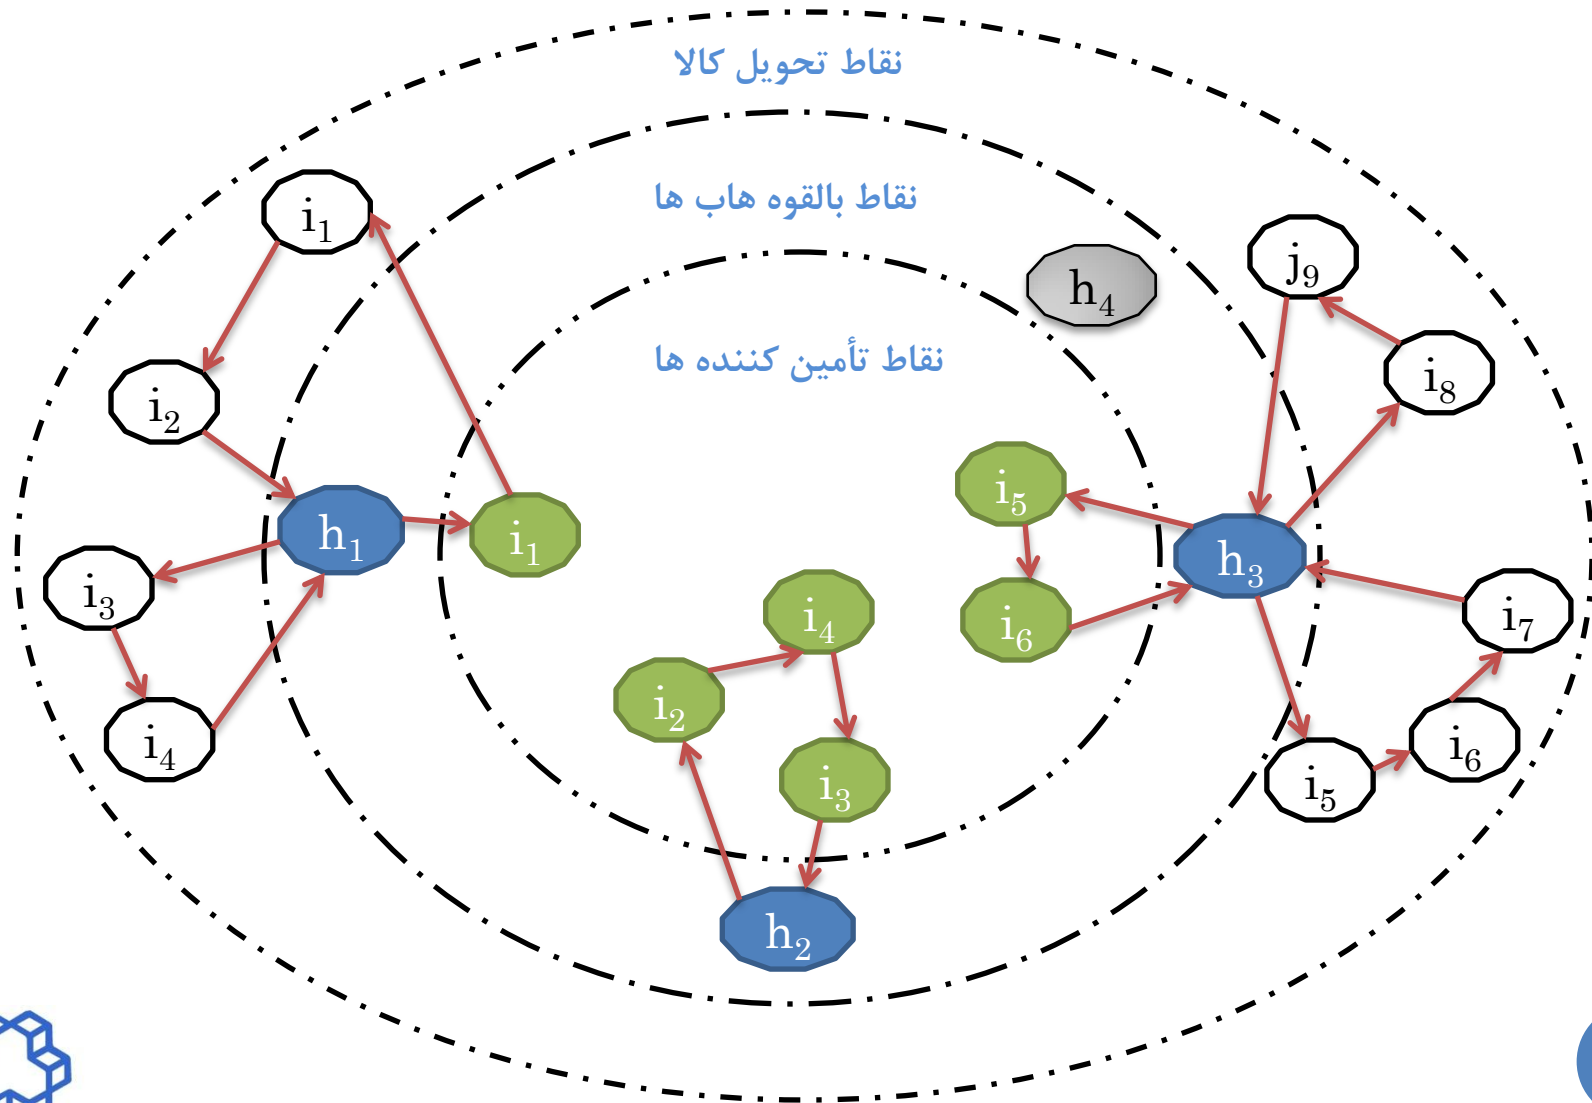 نقاط تحویل کالا
نقاط بالقوه هاب ها
نقاط تأمین کننده ها
i₁
j₉
h₄
i₈
i₂
i₅
h₁
i₁
h₃
i₃
i₄
i₆
i₇
i₂
i₄
i₃
i₆
i₅
h₂